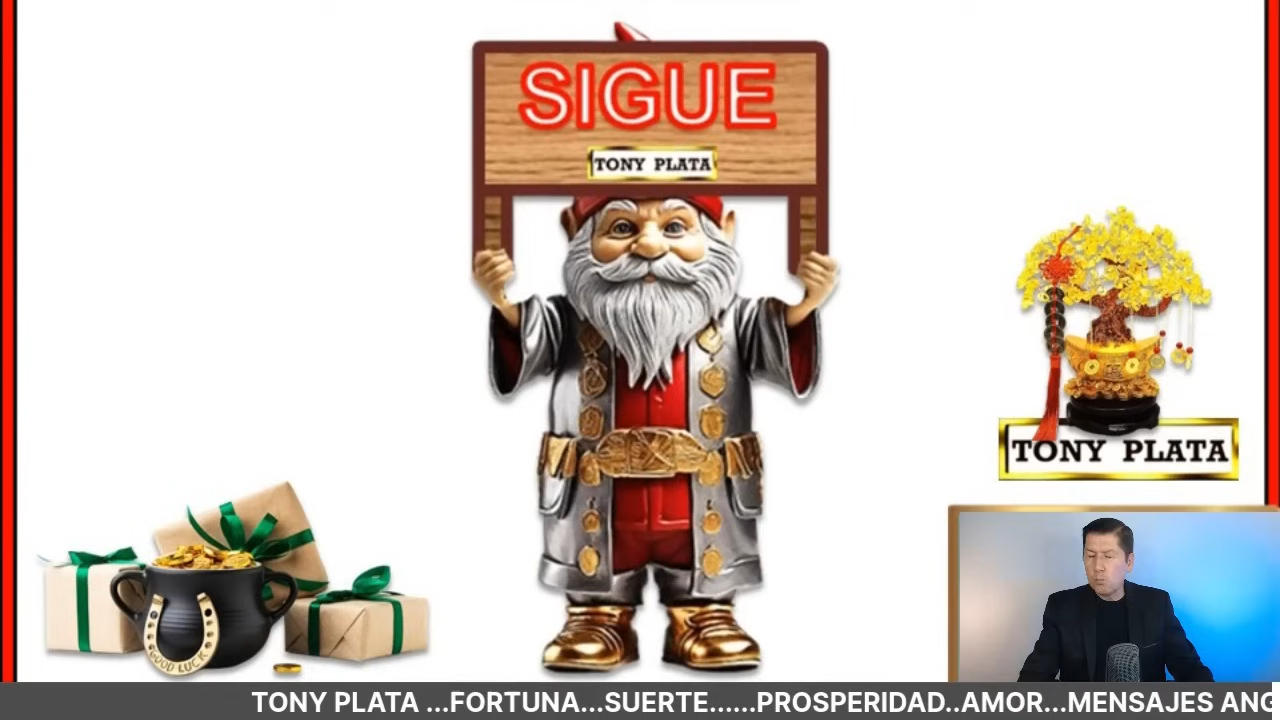 SIGUE
TONY PLATA
TONY PLATA
GOOD LUCK
TONY PLATA ...FORTUNA...SUERTE......PROSPERIDAD..AMOR...MENSAJES ANG